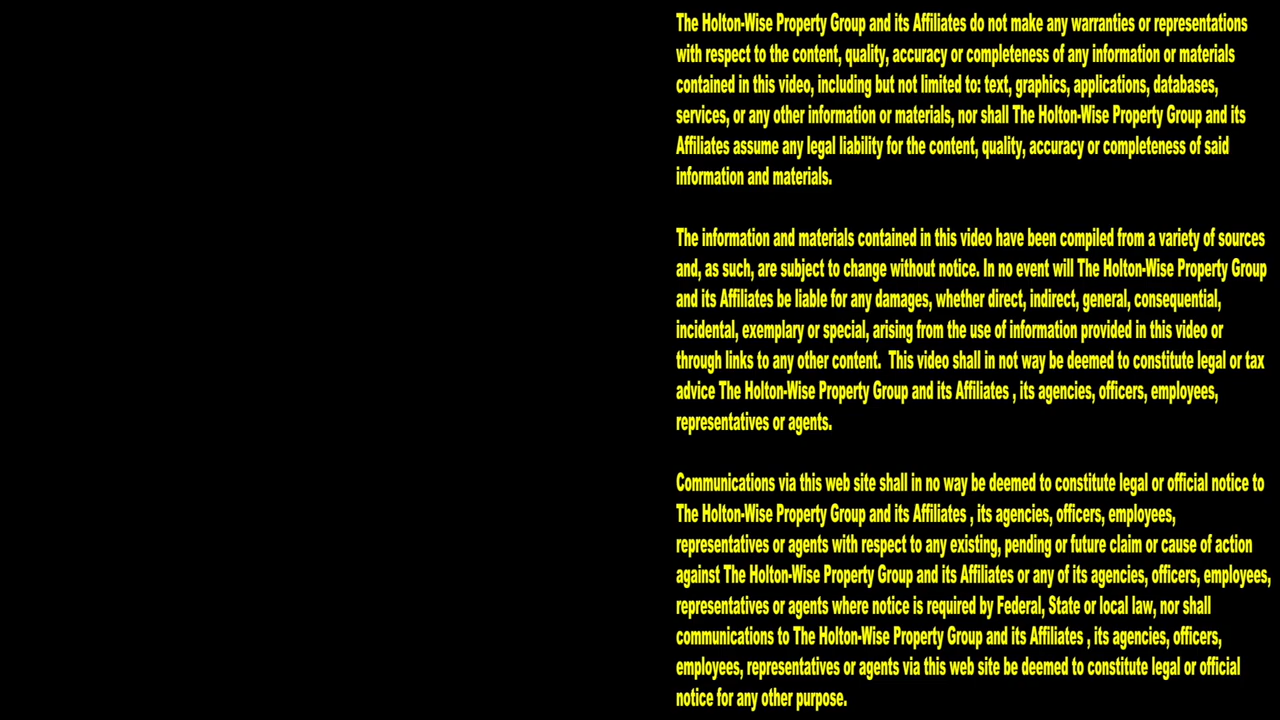 The Holton-Wise Property Group and its Affiliates do not make any warranties or representations
with respect to the content, quality, accuracy or completeness of any information or materials
contained in this video, including but not limited to: text, graphics, applications, databases,
services, or any other information or materials, nor shall The Holton-Wise Property Group and its
Affiliates assume any legal liability for the content, quality, accuracy or completeness of said
information and materials.
The information and materials contained in this video have been compiled from a variety of sources
and, as such, are subject to change without notice. In no event will The Holton-Wise Property Group
and its Affiliates be liable for any damages, whether direct, indirect, general, consequential,
incidental, exemplary or special, arising from the use of information provided in this video or
through links to any other content.  This video shall in not way be deemed to constitute legal or tax
advice The Holton-Wise Property Group and its Affiliates , its agencies, officers, employees,
representatives or agents.
Communications via this web site shall in no way be deemed to constitute legal or official notice to
The Holton-Wise Property Group and its Affiliates , its agencies, officers, employees,
representatives or agents with respect to any existing, pending or future claim or cause of action
against The Holton-Wise Property Group and its Affiliates or any of its agencies, officers, employees,
representatives or agents where notice is required by Federal, State or local law, nor shall
communications to The Holton-Wise Property Group and its Affiliates , its agencies, officers,
employees, representatives or agents via this web site be deemed to constitute legal or official
notice for any other purpose.